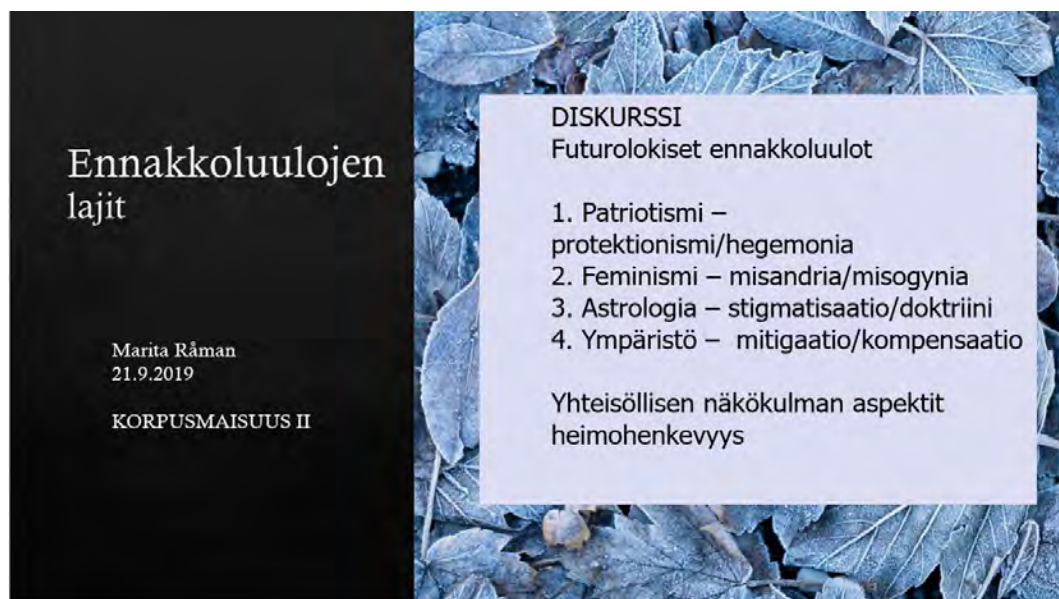 Ennakkoluulojen
lajit
Marita Råman
21.9.2019
KORPUSMAISUUS II
DISKURSSI
Futurolokiset ennakkoluulot
1. Patriotismi –
protektionismi/hegemonia
2. Feminismi – misandria/misogynia
3. Astrologia – stigmatisaatio/doktriini
4. Ympäristö – mitigaatio/kompensaatio
Yhteisöllisen näkökulman aspektit
heimohenkevyys